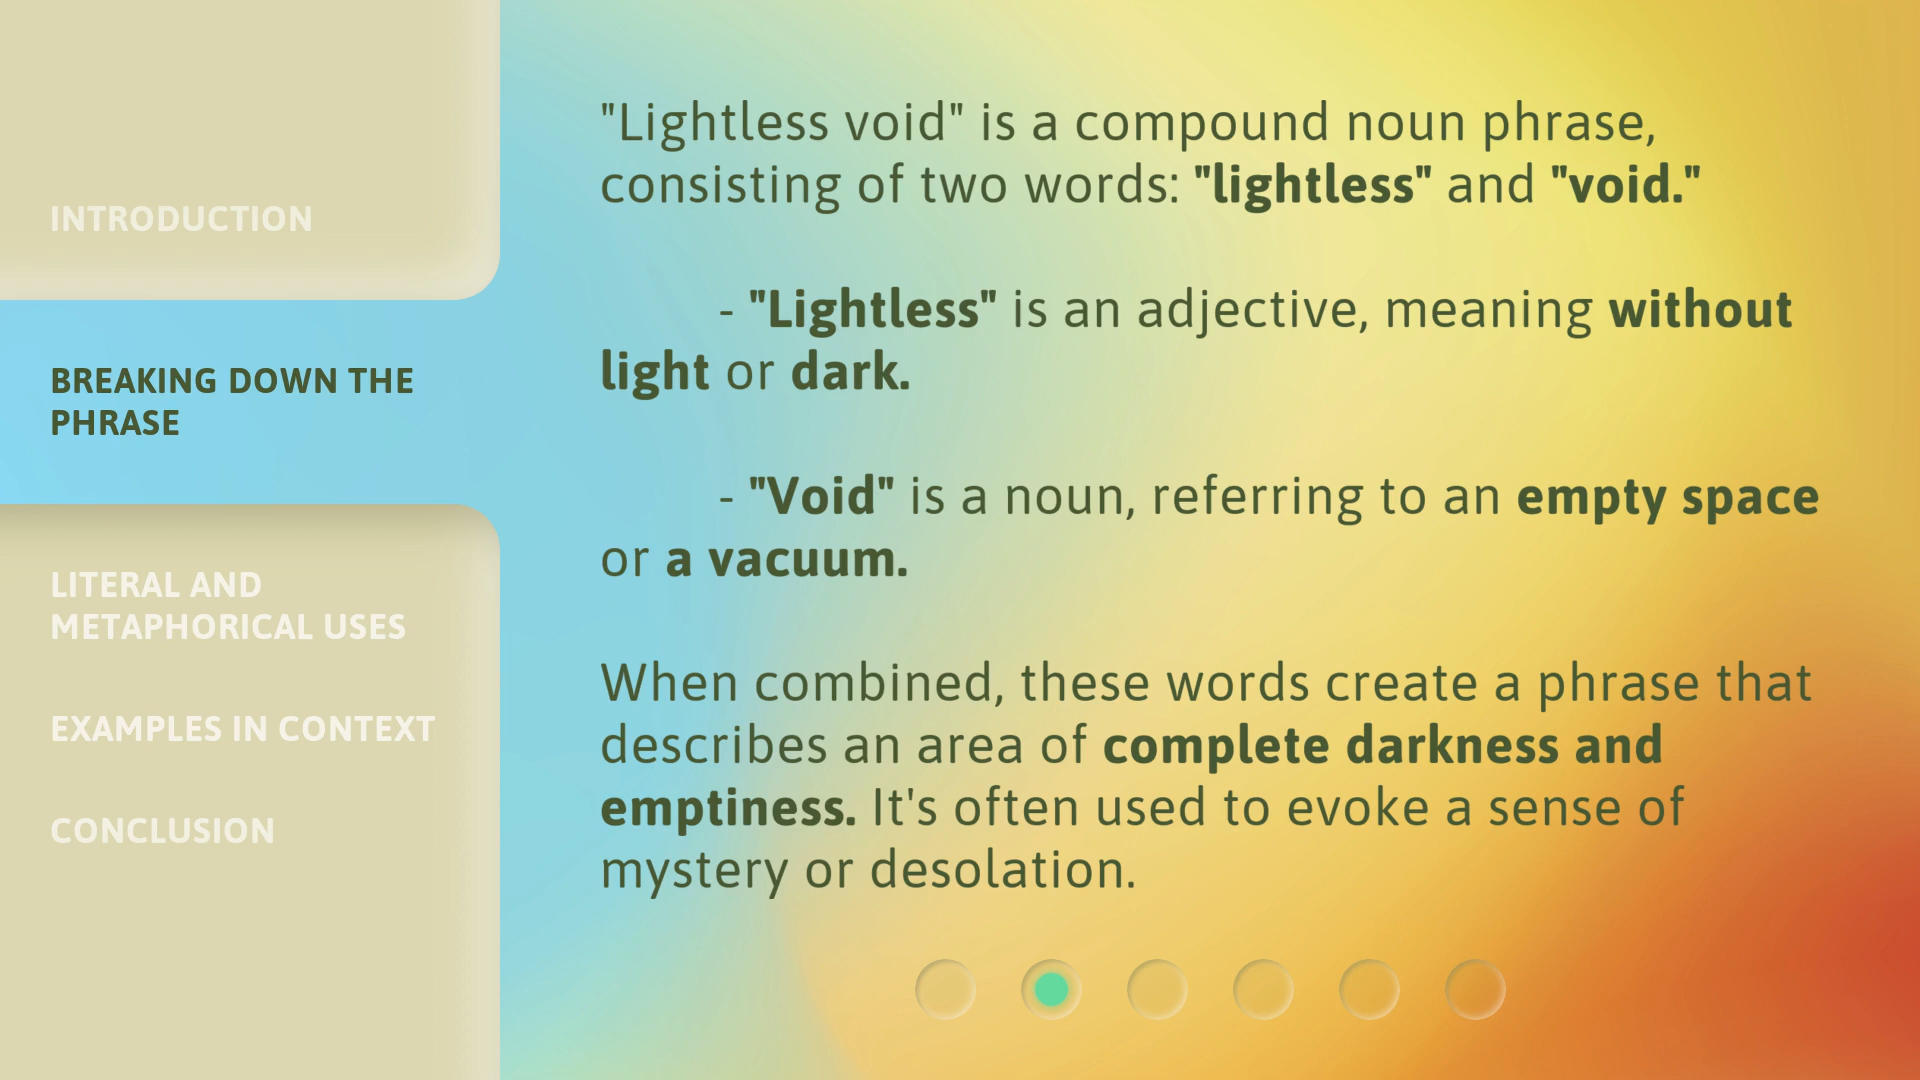 INTRODUCTION
BREAKING DOWN THE
PHRASE
LITERAL AND
METAPHORICAL USES
EXAMPLES IN CONTEXT
CONCLUSION
"Lightless void" is a compound noun phrase,
consisting of two words: "lightless" and "void."
- "Lightless" is an adjective, meaning without
light or dark.
- "Void" is a noun, referring to an empty space
or a vacuum.
When combined, these words create a phrase that
describes an area of complete darkness and
emptiness. It's often used to evoke a sense of
mystery or desolation.